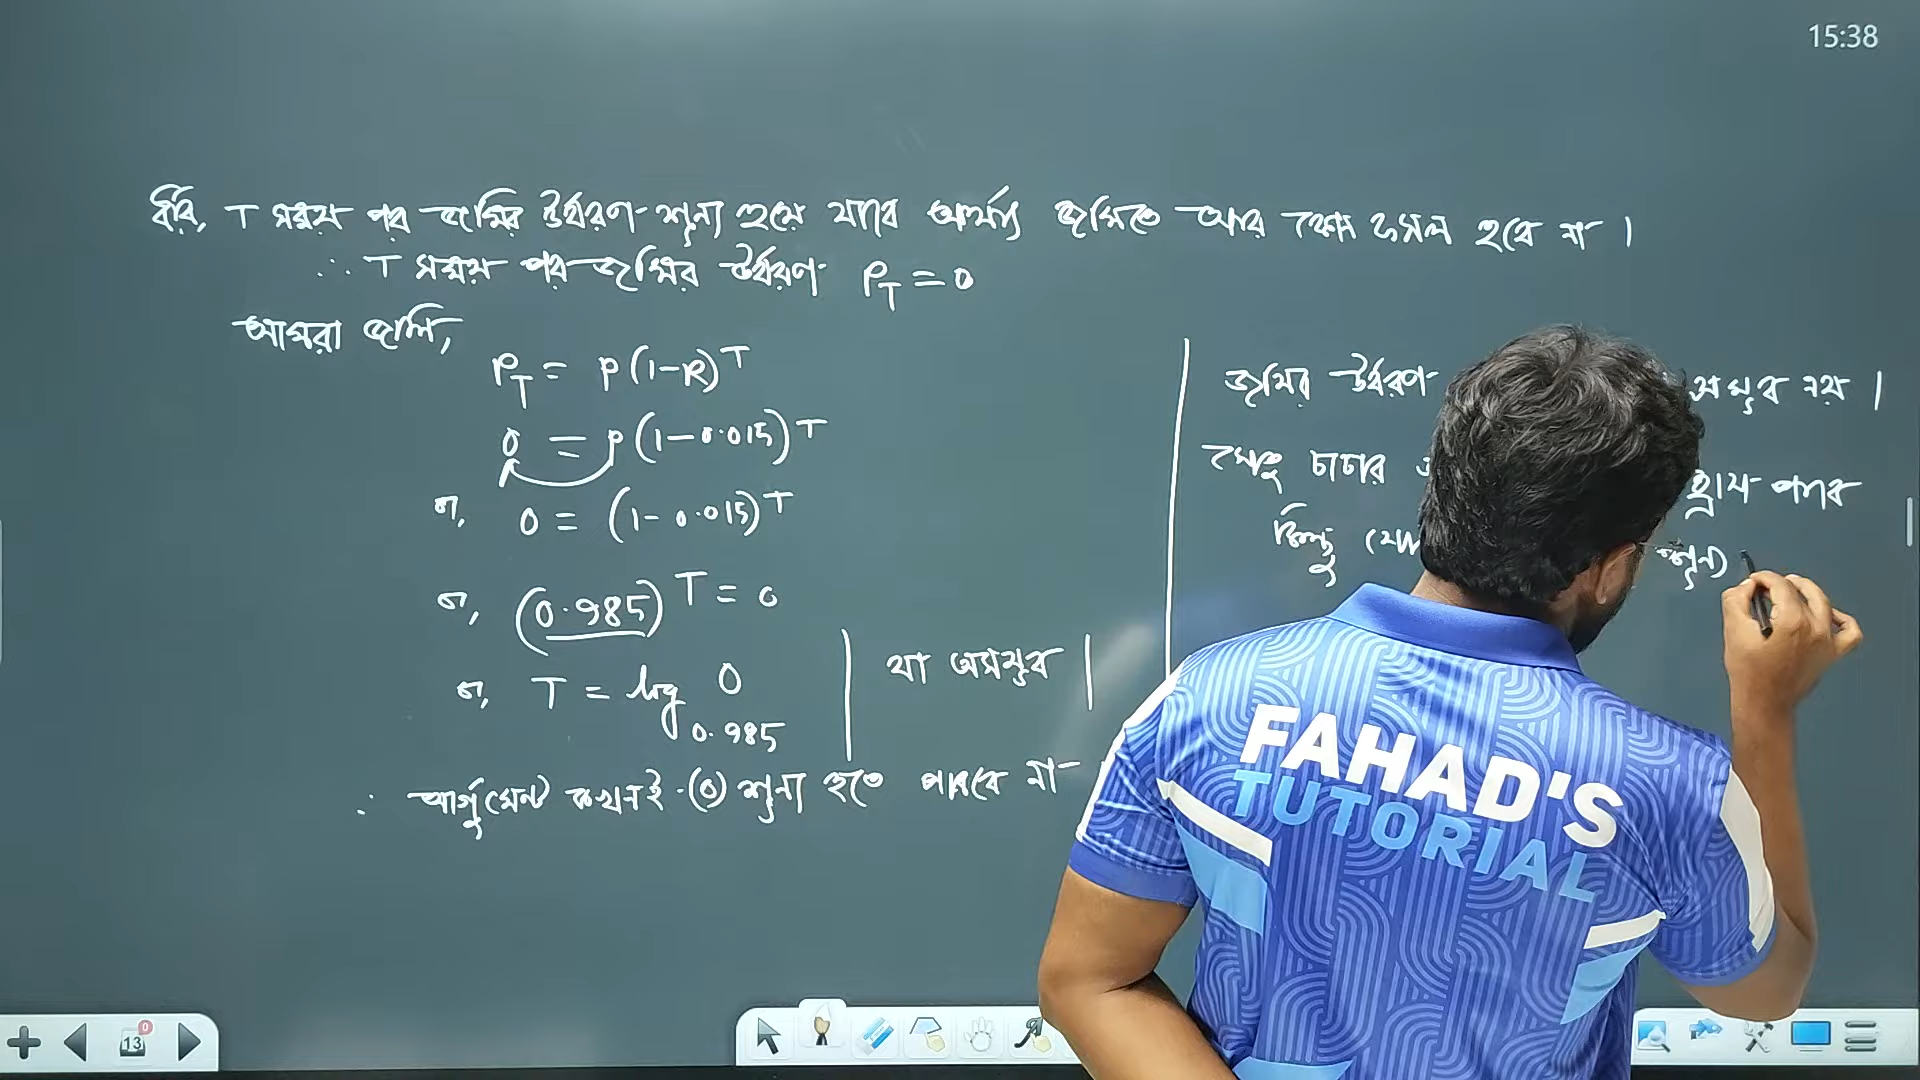 15:38
ধরি, T সময় পর জমির উর্বরতা শূন্য হয়ে যাবে অর্থাৎ জমিতে আর কোন ফসল হবে না।
∴ T সময় পর জমির উর্বরতা P_T = 0
আমরা জানি,
P_T = P(1-R)^T
0 = P(1-0.015)^T
বা, 0 = (1-0.015)^T
বা, (0.985)^T = 0
বা, T = log_0.985 0
যা অসম্ভব
∴ আর্গুমেন্ট কখনই (0) শূন্য হতে পারবে না
জমির উর্বরতা
নয়।
চাচার
হ্রাস পাবে
কিন্তু
শূন্য
FAHAD'S
TUTORIAL
13
0